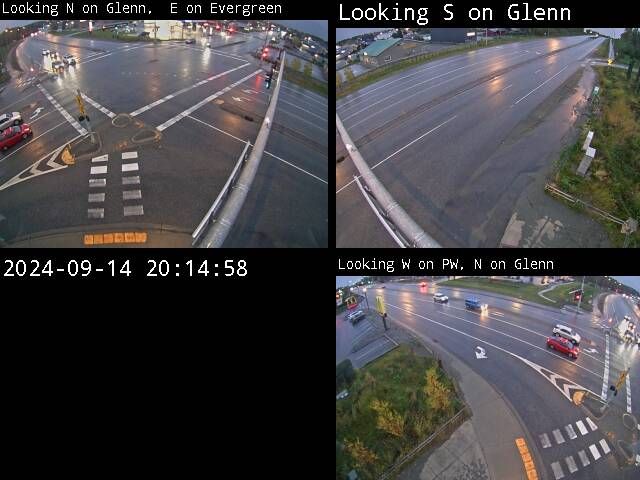 Looking N on Glenn,  E on Evergreen
Looking S on Glenn
2024-09-14 20:14:58
Looking W on PW, N on Glenn